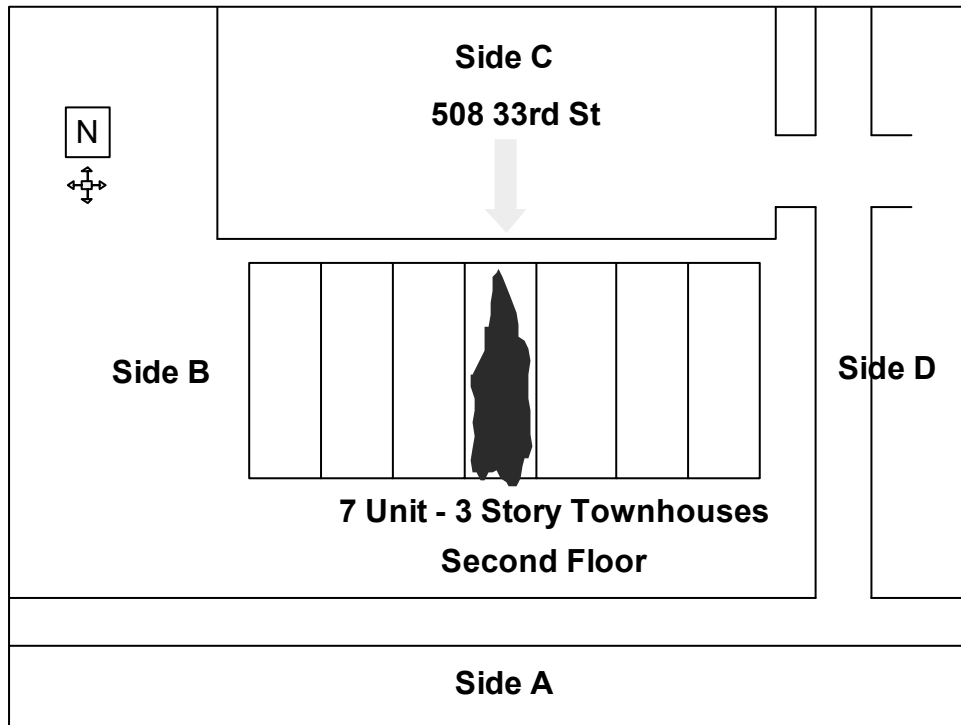 Side C
508 33rd St
N
Side B
Side D
7 Unit - 3 Story Townhouses
Second Floor
Side A